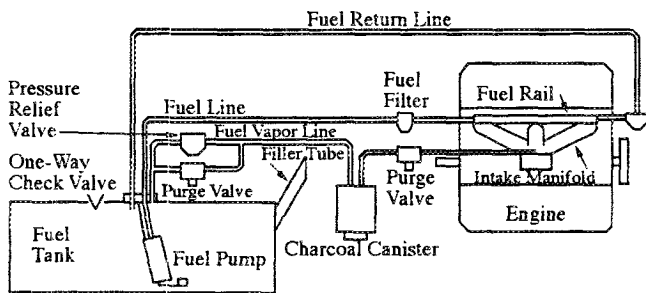 Fuel Return Line
Pressure
Relief
Valve
Fuel Line
Fuel
Filter
Fuel Rail
Fuel Vapor Line
One-Way
Check Valve
Filler Tube
Purge Valve
Purge
Valve
Intake Manifold
Fuel
Tank
Fuel Pump
Charcoal Canister
Engine